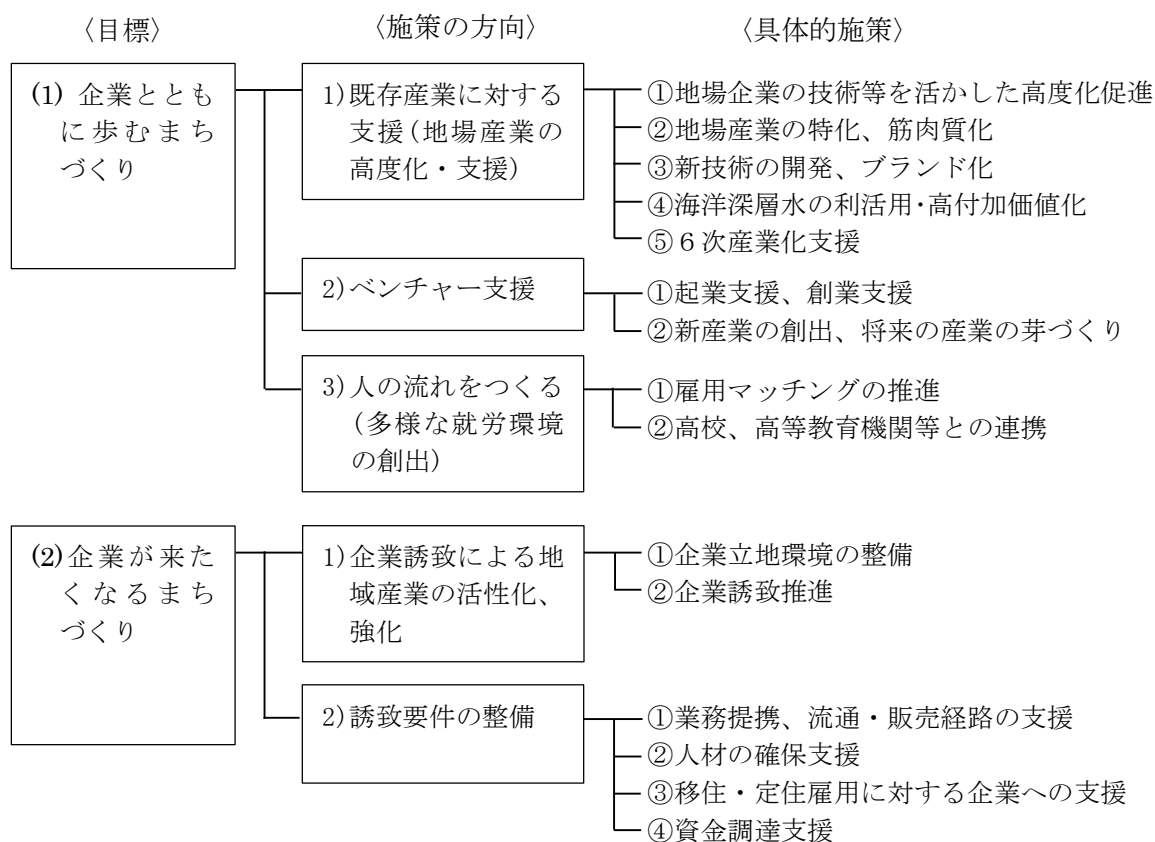 〈目標〉 〈施策の方向〉 〈具体的施策〉
(1) 企業ととも
に歩むまち
づくり
1)既存産業に対する
支援(地場産業の
高度化・支援)
①地場企業の技術等を活かした高度化促進
②地場産業の特化、筋肉質化
③新技術の開発、ブランド化
④海洋深層水の利活用・高付加価値化
⑤６次産業化支援
2)ベンチャー支援
①起業支援、創業支援
②新産業の創出、将来の産業の芽づくり
3)人の流れをつくる
(多様な就労環境
の創出)
①雇用マッチングの推進
②高校、高等教育機関等との連携
(2)企業が来た
くなるまち
づくり
1)企業誘致による地
域産業の活性化、
強化
①企業立地環境の整備
②企業誘致推進
2)誘致要件の整備
①業務提携、流通・販売経路の支援
②人材の確保支援
③移住・定住雇用に対する企業への支援
④資金調達支援